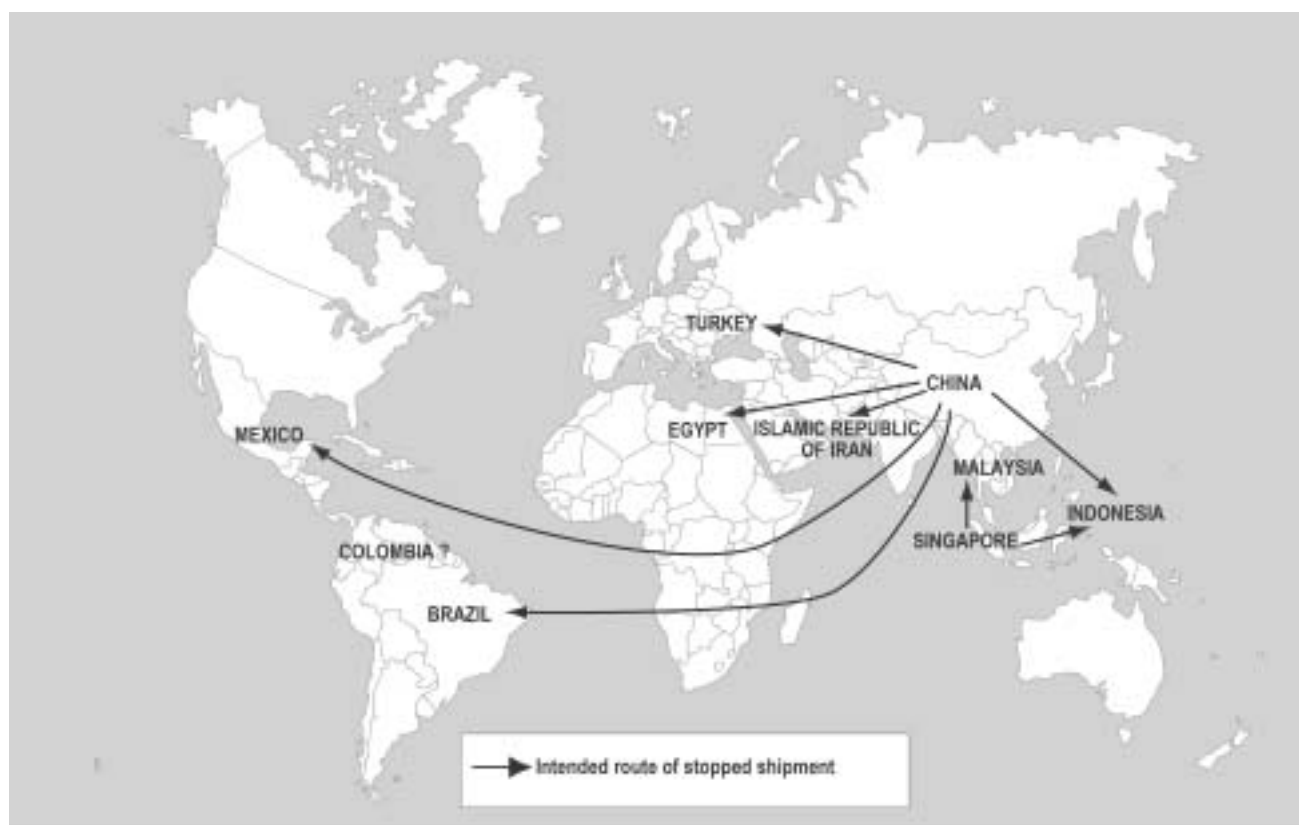 TURKEY
CHINA
MEXICO
EGYPT
ISLAMIC REPUBLIC
OF IRAN
MALAYSIA
INDONESIA
SINGAPORE
COLOMBIA ?
BRAZIL
Intended route of stopped shipment